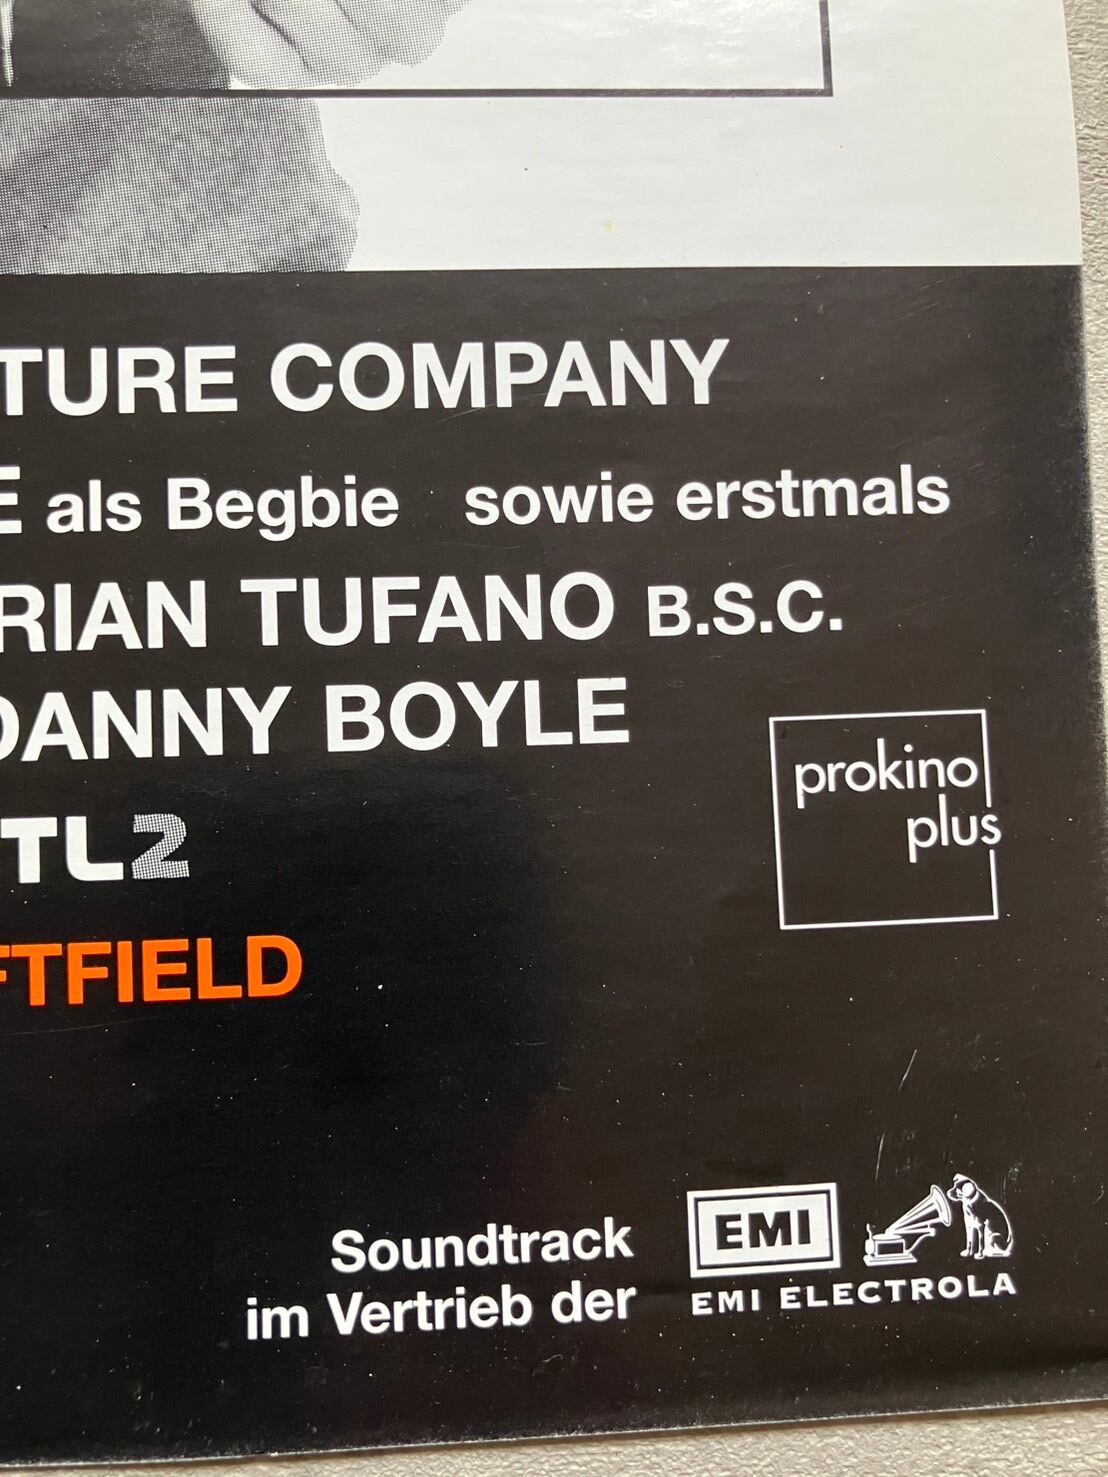 TURE COMPANY
E als Begbie sowie erstmals
RIAN TUFANO B.S.C.
DANNY BOYLE
prokino
plus
TL2
FTFIELD
EMI
Soundtrack
im Vertrieb der
EMI ELECTROLA